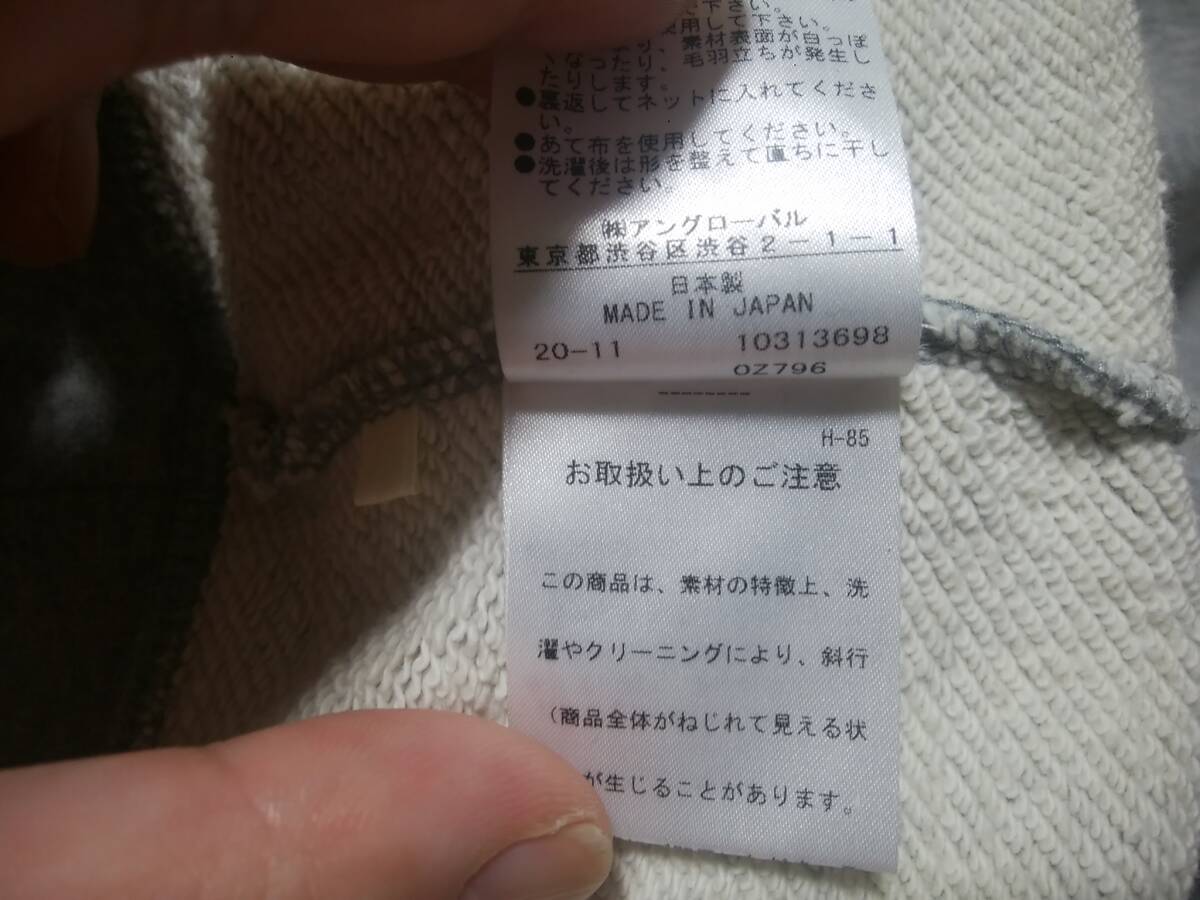 下さい。
使用して下さい。
り、素材表面が白っぽ
くなったり、毛羽立ちが発生し
たりします。
●裏返してネットに入れてくださ
い。
●あて布を使用してください。
●洗濯後は形を整えて直ちに干し
てください。
㈱アングローバル
東京都渋谷区渋谷2-1-1
日本製
MADE IN JAPAN
20-11 10313698
0Z796
---------
H-85
お取扱い上のご注意
この商品は、素材の特徴上、洗
濯やクリーニングにより、斜行
(商品全体がねじれて見える状
が生じることがあります。